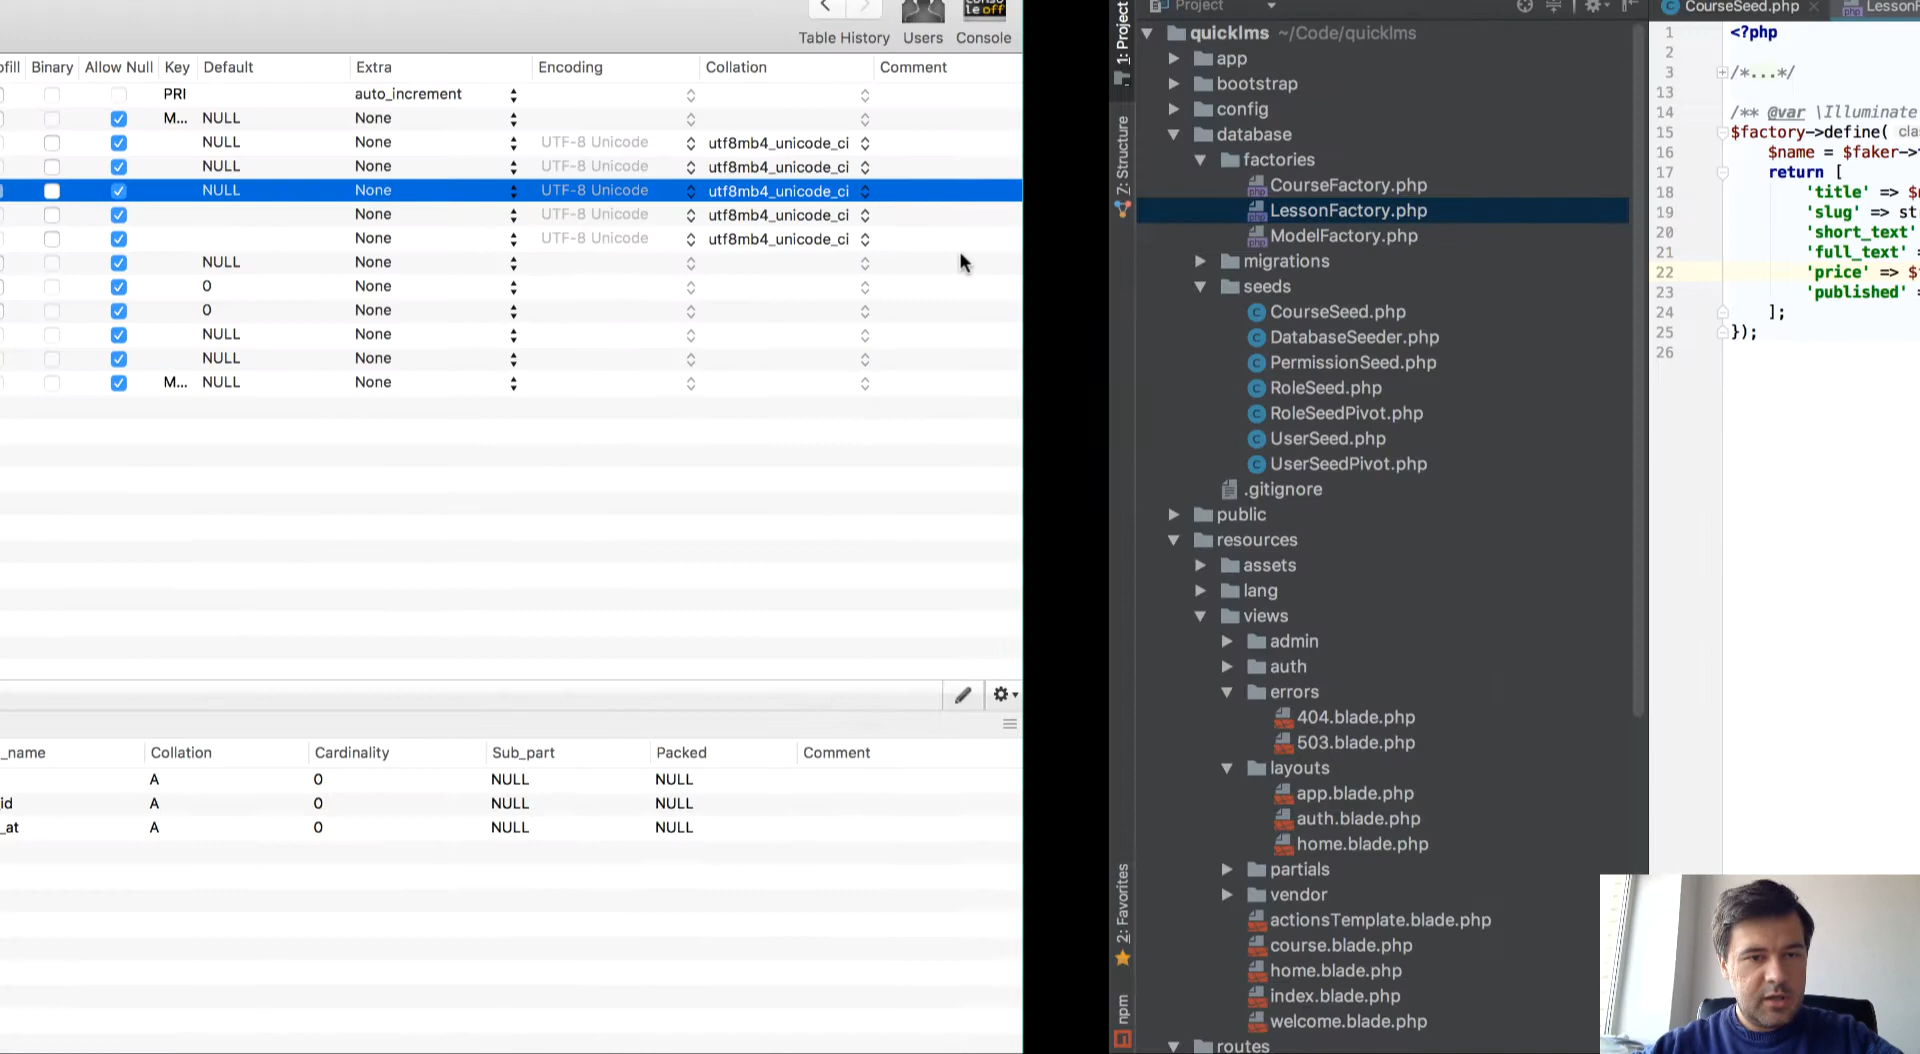 Table History
Users
Console
ofill Binary Allow Null Key Default Extra Encoding Collation Comment
PRI auto_increment
M... NULL None
NULL None UTF-8 Unicode utf8mb4_unicode_ci
NULL None UTF-8 Unicode utf8mb4_unicode_ci
NULL None UTF-8 Unicode utf8mb4_unicode_ci
None UTF-8 Unicode utf8mb4_unicode_ci
None UTF-8 Unicode utf8mb4_unicode_ci
NULL None
0 None
0 None
NULL None
NULL None
M... NULL None
_name Collation Cardinality Sub_part Packed Comment
A 0 NULL NULL
id A 0 NULL NULL
_at A 0 NULL NULL
1: Project
7: Structure
2: Favorites
npm
Project
quicklms ~/Code/quicklms
app
bootstrap
config
database
factories
CourseFactory.php
LessonFactory.php
ModelFactory.php
migrations
seeds
CourseSeed.php
DatabaseSeeder.php
PermissionSeed.php
RoleSeed.php
RoleSeedPivot.php
UserSeed.php
UserSeedPivot.php
.gitignore
public
resources
assets
lang
views
admin
auth
errors
404.blade.php
503.blade.php
layouts
app.blade.php
auth.blade.php
home.blade.php
partials
vendor
actionsTemplate.blade.php
course.blade.php
home.blade.php
index.blade.php
welcome.blade.php
routes
CourseSeed.php LessonF
1 <?php
2
3 /*...*/
13
14 /** @var \Illuminate
15 $factory->define( cla
16 $name = $faker->
17 return [
18 'title' => $
19 'slug' => st
20 'short_text'
21 'full_text' =
22 'price' => $
23 'published' =
24 ];
25 });
26